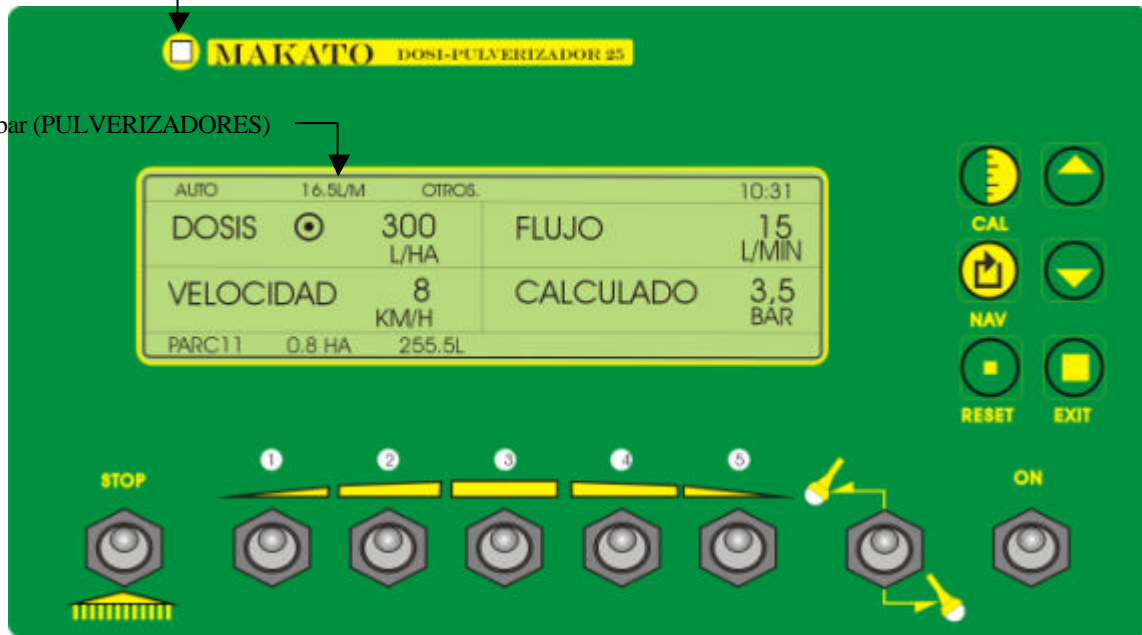 MAKATO DOSI-PULVERIZADOR 25
bar (PULVERIZADORES)
AUTO 16.5L/M OTROS. 10:31
DOSIS 300 FLUJO 15
L/HA L/MIN
VELOCIDAD 8 CALCULADO 3,5
KM/H BAR
PARC11 0.8 HA 255.5L
CAL
NAV
RESET EXIT
1 2 3 4 5
STOP ON